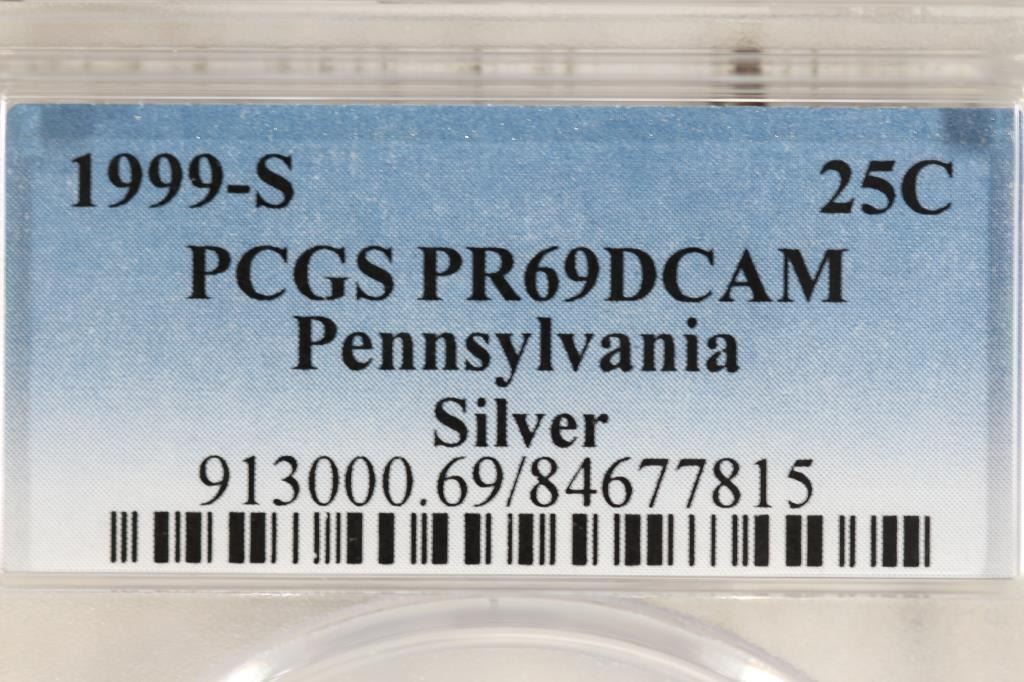 1999-S 25C
PCGS PR69DCAM
Pennsylvania
Silver
913000.69/84677815